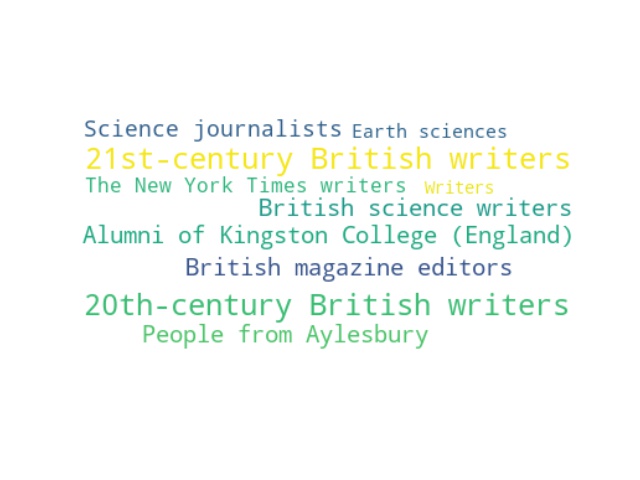 Science journalists Earth sciences
21st-century British writers
The New York Times writers Writers
British science writers
Alumni of Kingston College (England)
British magazine editors
20th-century British writers
People from Aylesbury